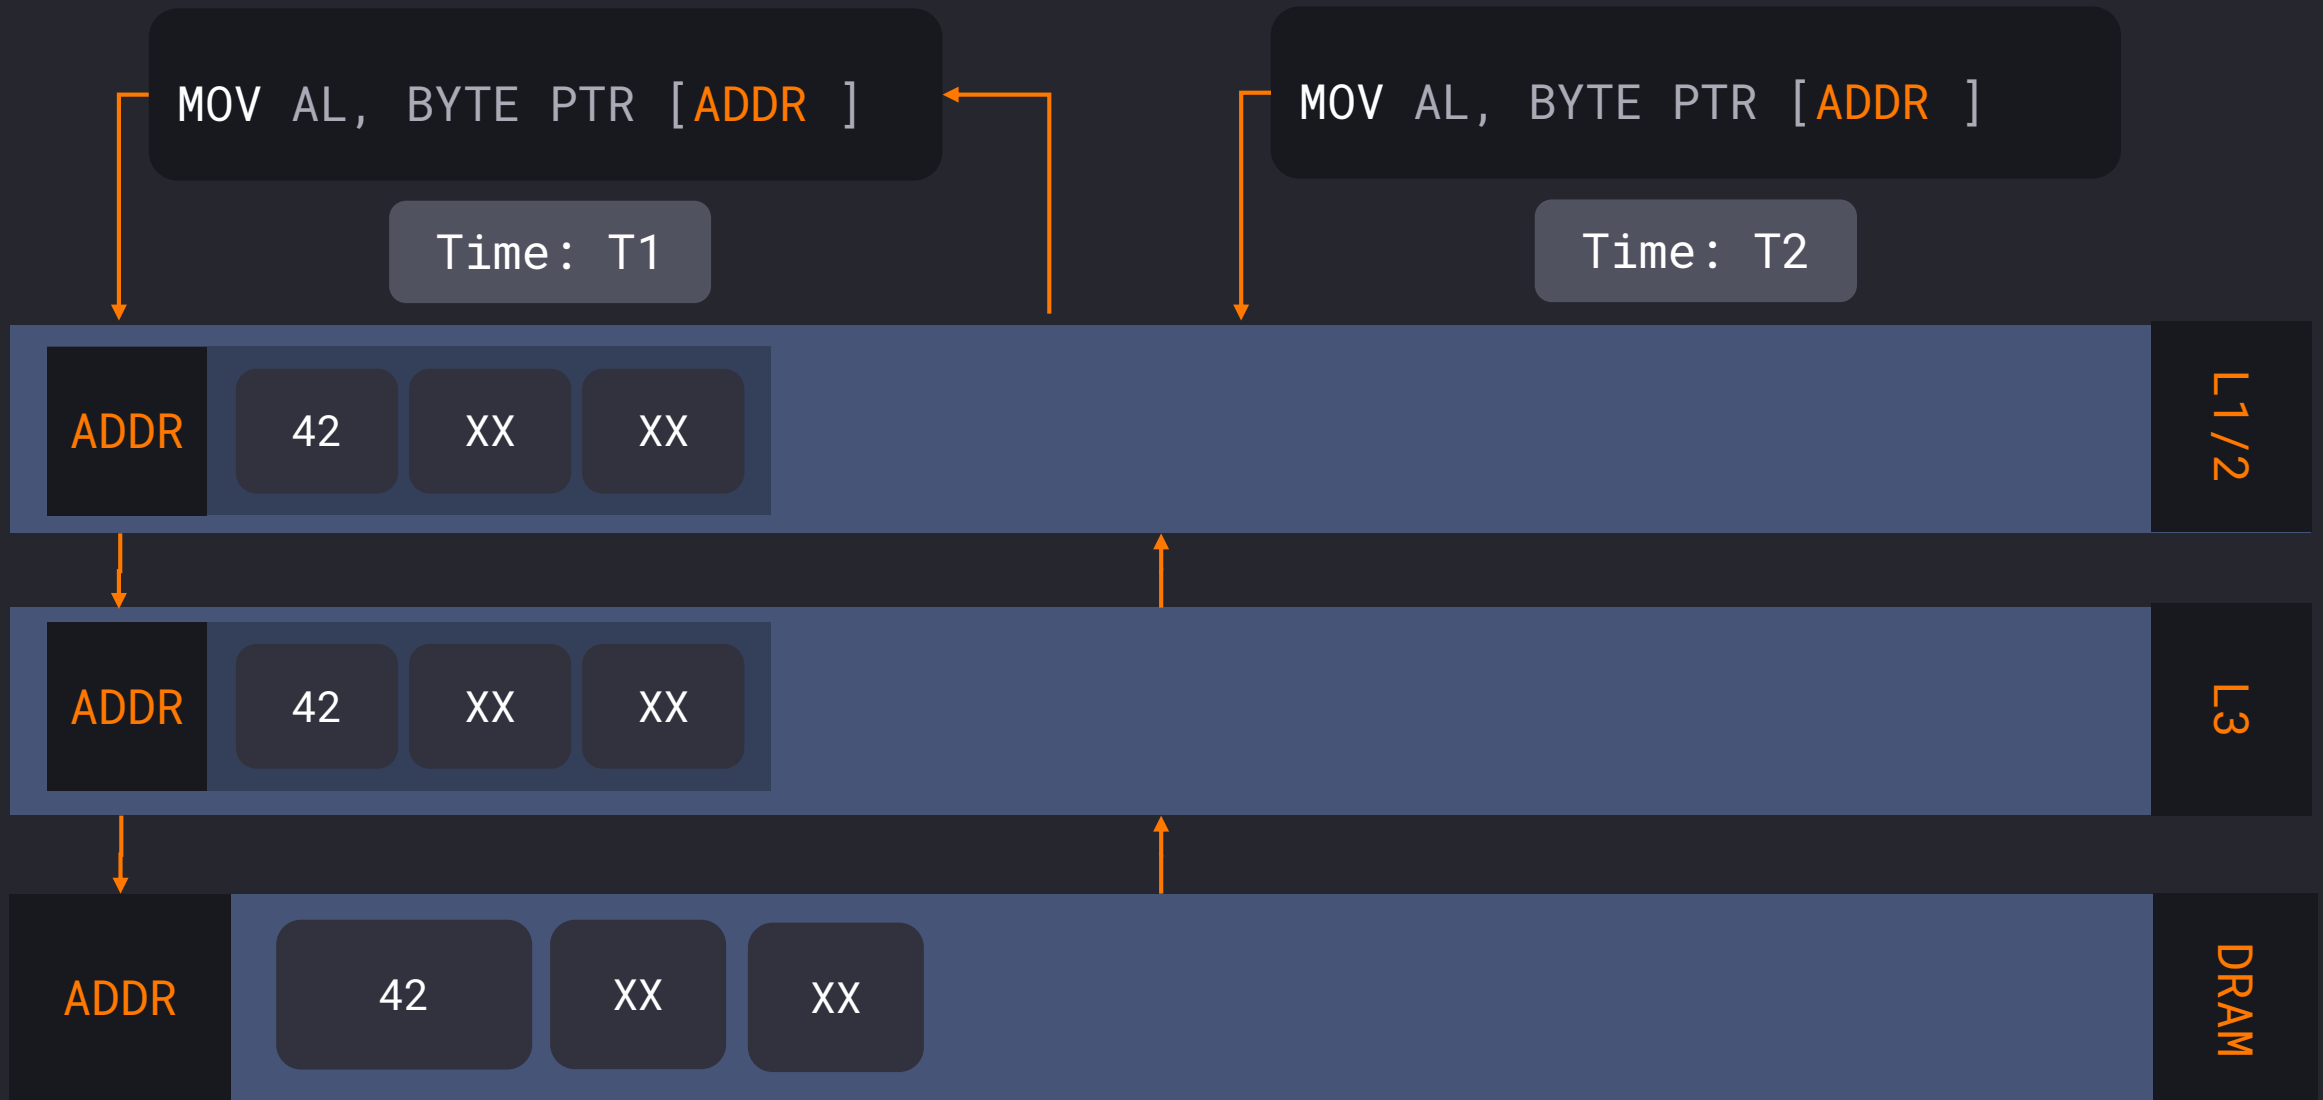 MOV AL, BYTE PTR [ADDR ]
MOV AL, BYTE PTR [ADDR ]
Time: T1
Time: T2
ADDR 42 XX XX
L1/2
ADDR 42 XX XX
L3
ADDR 42 XX XX
DRAM